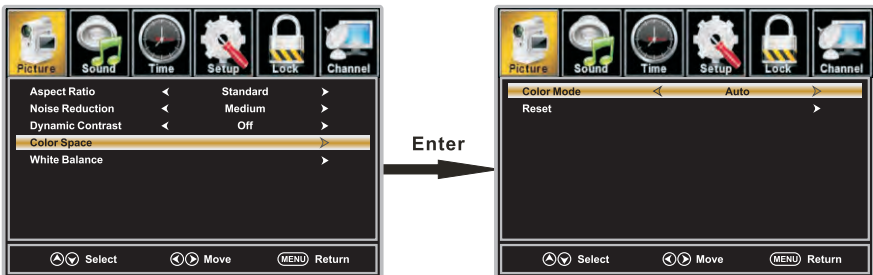 Picture Sound Time Setup Lock Channel
Aspect Ratio Standard
Noise Reduction Medium
Dynamic Contrast Off
Color Space
White Balance
Select Move MENU Return
Enter
Picture Sound Time Setup Lock Channel
Color Mode Auto
Reset
Select Move MENU Return